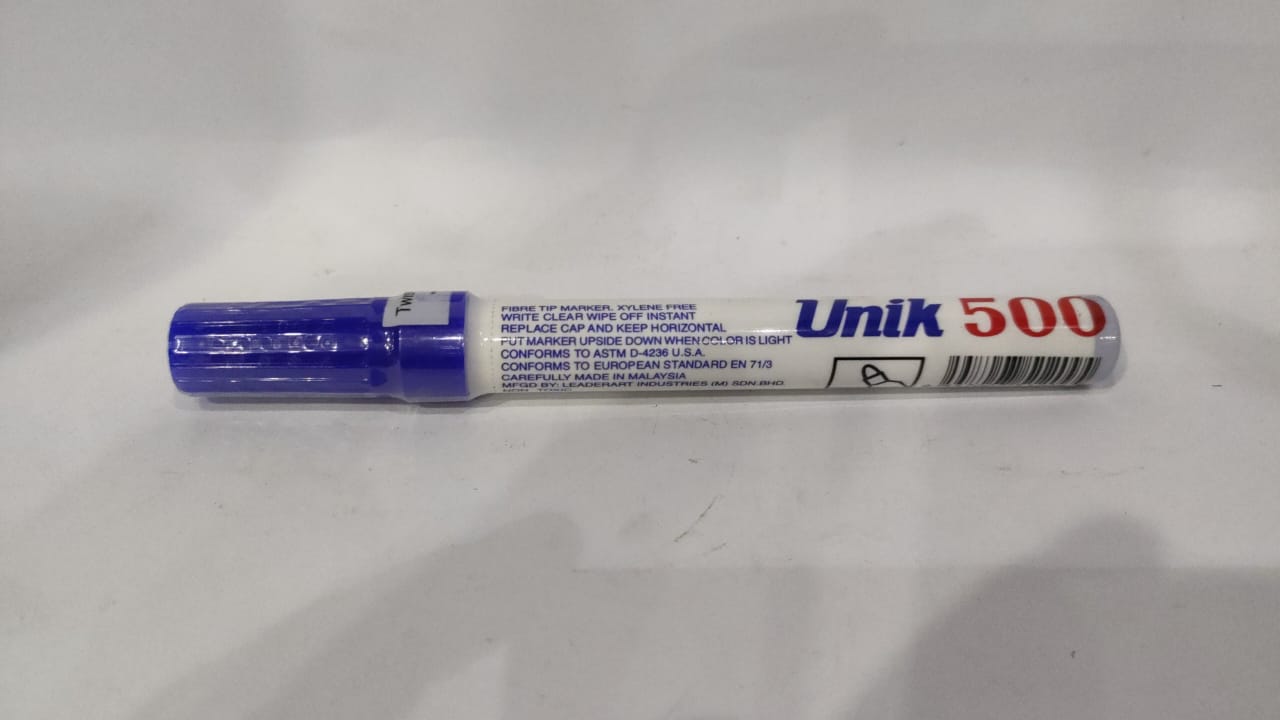 FIBRE TIP MARKER. XYLENE FREE
WRITE CLEAR WIPE OFF INSTANT
REPLACE CAP AND KEEP HORIZONTAL
PUT MARKER UPSIDE DOWN WHEN COLOR IS LIGHT
CONFORMS TO ASTM D-4236 U.S.A.
CONFORMS TO EUROPEAN STANDARD EN 71/3
CAREFULLY MADE IN MALAYSIA
MFGD BY: LEADERART INDUSTRIES (M) SDN.BHD.
Unik 500